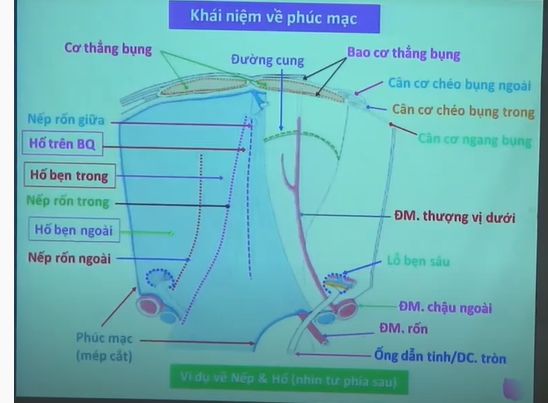 Khái niệm về phúc mạc
Cơ thẳng bụng
Đường cung
Bao cơ thẳng bụng
Cân cơ chéo bụng ngoài
Cân cơ chéo bụng trong
Cân cơ ngang bụng
Nếp rốn giữa
Hố trên BQ
Hố bẹn trong
Nếp rốn trong
Hố bẹn ngoài
Nếp rốn ngoài
ĐM. thượng vị dưới
Lỗ bẹn sâu
ĐM. chậu ngoài
ĐM. rốn
Phúc mạc
(mép cắt)
Ống dẫn tinh/DC. tròn
Ví dụ về Nếp & Hố (nhìn từ phía sau)